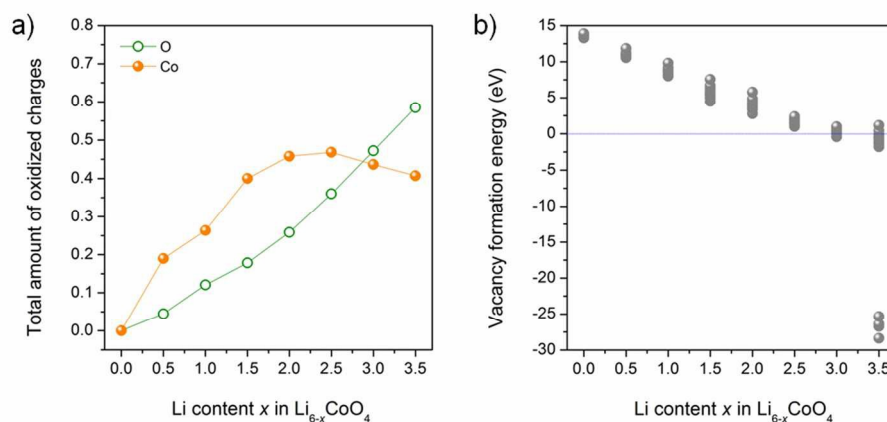 a)
Total amount of oxidized charges
0.8
0.7
0.6
0.5
0.4
0.3
0.2
0.1
0.0
O
Co
0.0 0.5 1.0 1.5 2.0 2.5 3.0 3.5
Li content x in Li6-xCoO4
b)
Vacancy formation energy (eV)
15
10
5
0
-5
-10
-15
-20
-25
-30
0.0 0.5 1.0 1.5 2.0 2.5 3.0 3.5
Li content x in Li6-xCoO4